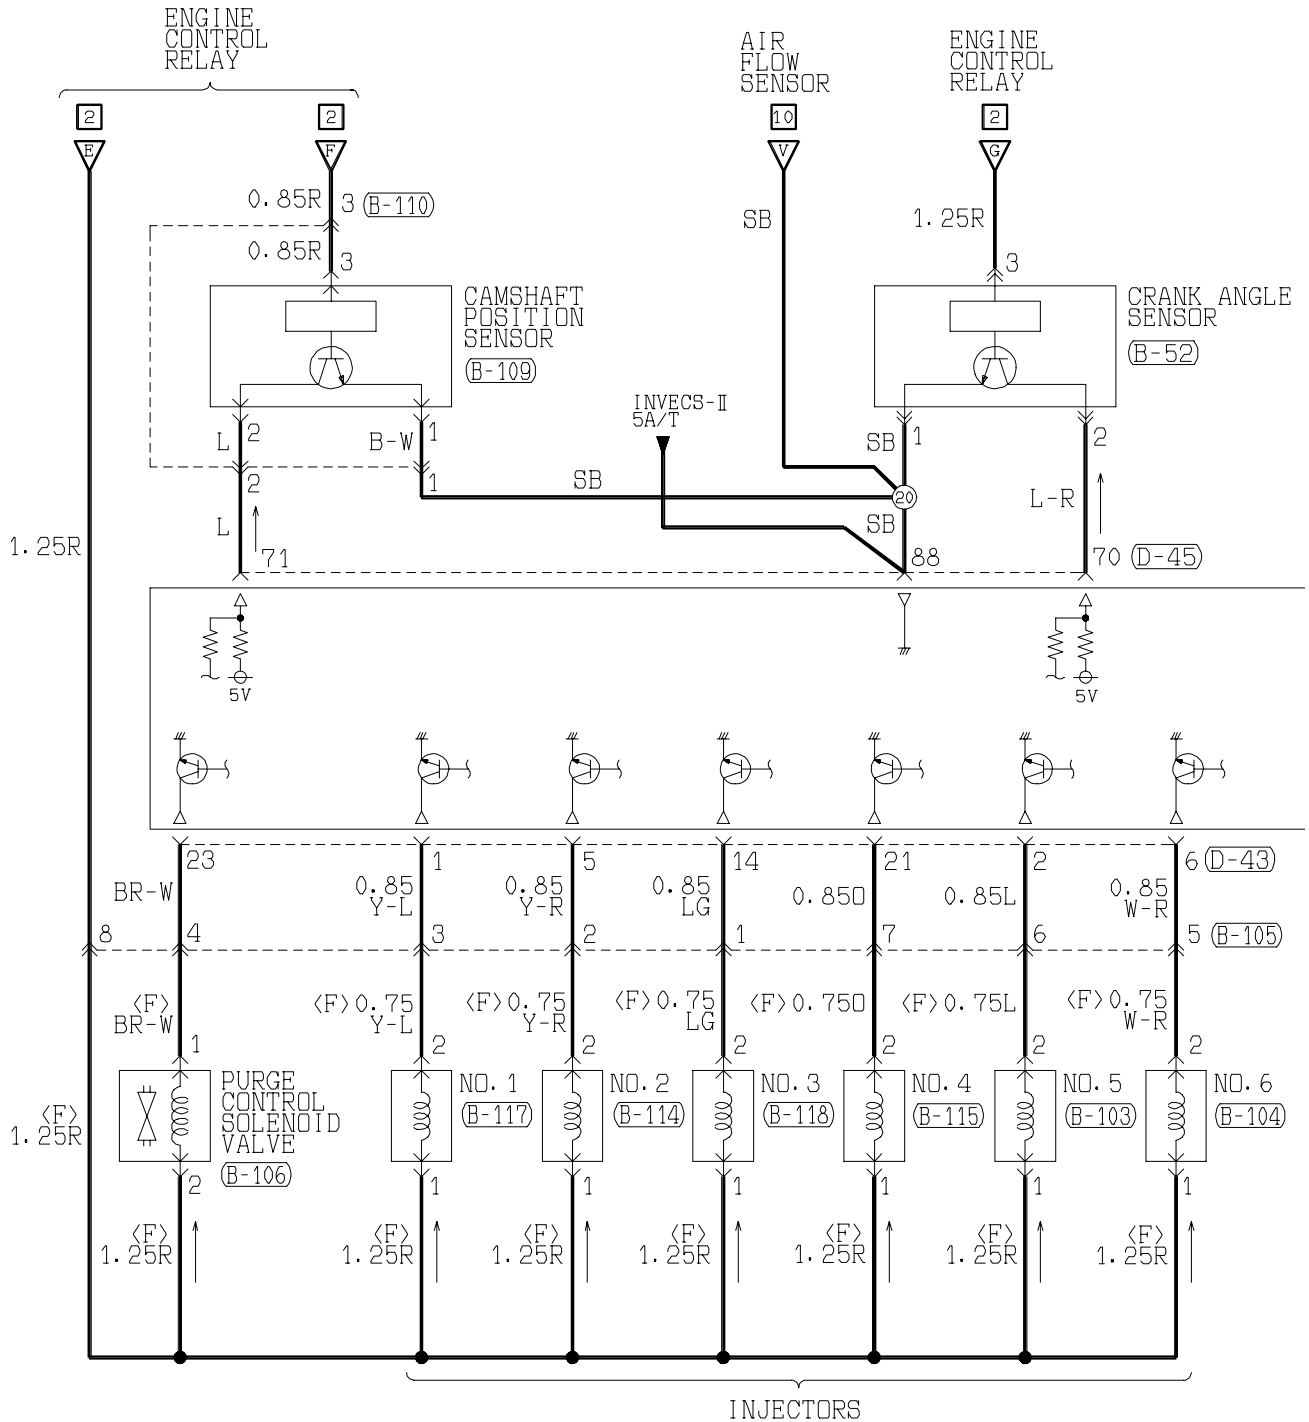 ENGINE
CONTROL
RELAY
AIR
FLOW
SENSOR
ENGINE
CONTROL
RELAY
2
2
10
2
E
F
V
G
0.85R
3
B-110
SB
1.25R
0.85R
3
3
CAMSHAFT
POSITION
SENSOR
B-109
CRANK ANGLE
SENSOR
B-52
INVECS-Ⅱ
5A/T
L
2
B-W
1
SB
1
2
2
1
SB
20
L-R
L
SB
1.25R
71
88
70
D-45
5V
5V
23
1
5
14
21
2
6
D-43
BR-W
0.85
Y-L
0.85
Y-R
0.85
LG
0.85O
0.85L
0.85
W-R
8
4
3
2
1
7
6
5
B-105
<F>
BR-W
<F>0.75
Y-L
<F>0.75
Y-R
<F>0.75
LG
<F>0.75O
<F>0.75L
<F>0.75
W-R
1
2
2
2
2
2
2
PURGE
CONTROL
SOLENOID
VALVE
B-106
NO.1
B-117
NO.2
B-114
NO.3
B-118
NO.4
B-115
NO.5
B-103
NO.6
B-104
<F>
1.25R
2
1
1
1
1
1
1
<F>
1.25R
<F>
1.25R
<F>
1.25R
<F>
1.25R
<F>
1.25R
<F>
1.25R
<F>
1.25R
INJECTORS